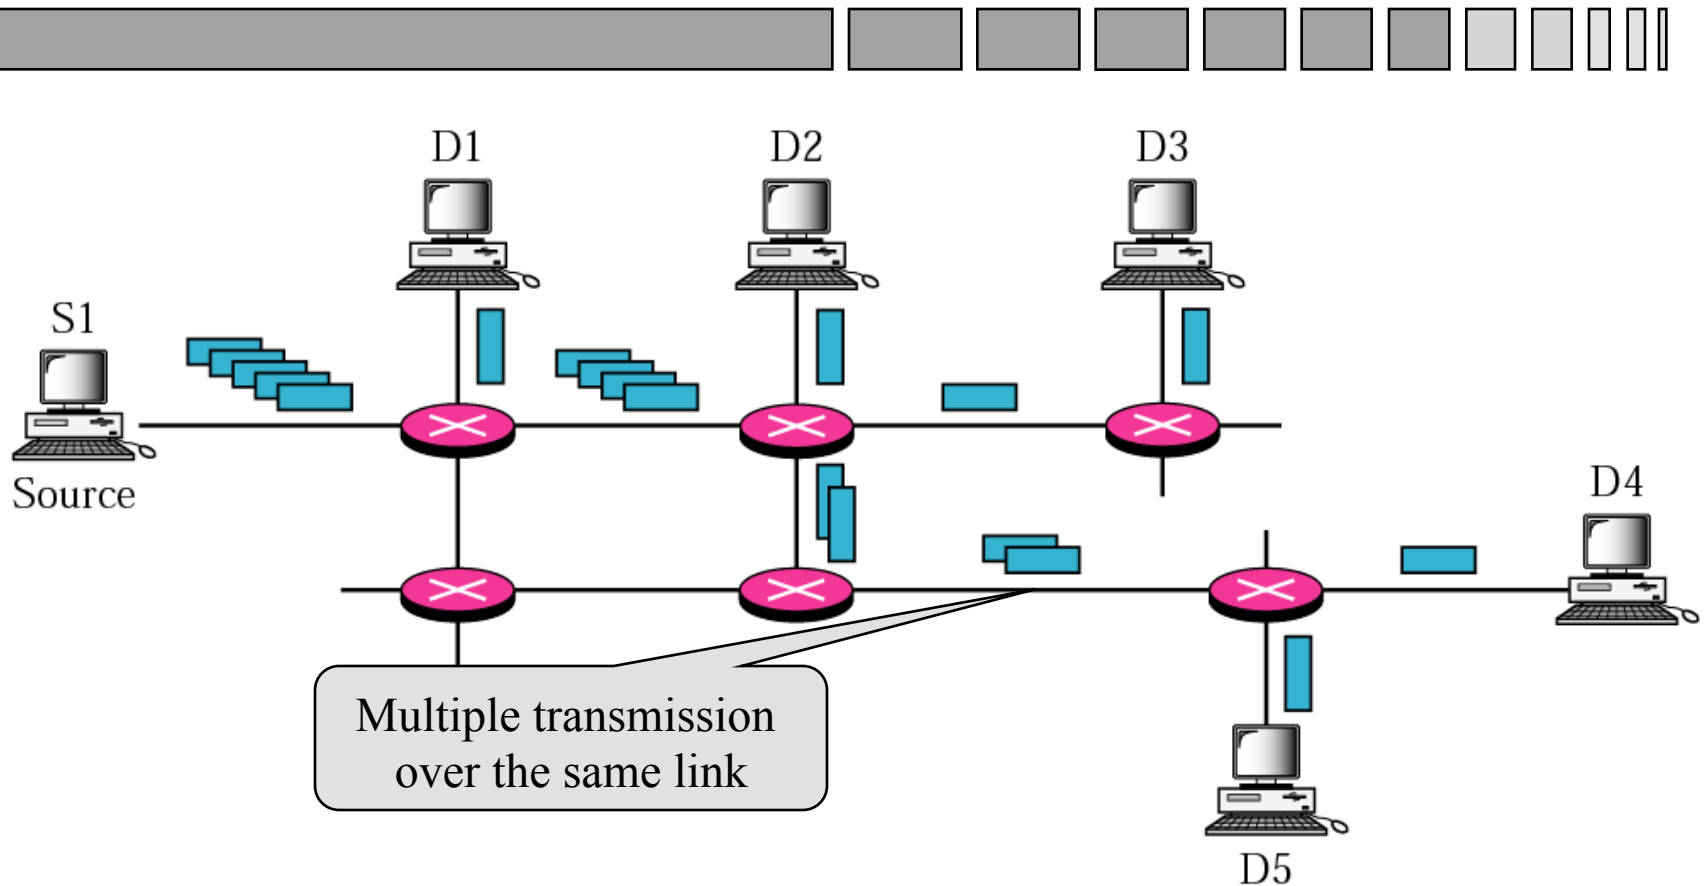 D1
D2
D3
S1
Source
D4
Multiple transmission
over the same link
D5